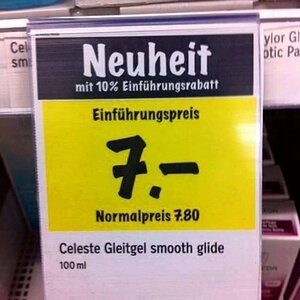 Neuheit
mit 10% Einführungsrabatt
Einführungspreis
7.-
Normalpreis 7.80
Celeste Gleitgel smooth glide
100 ml